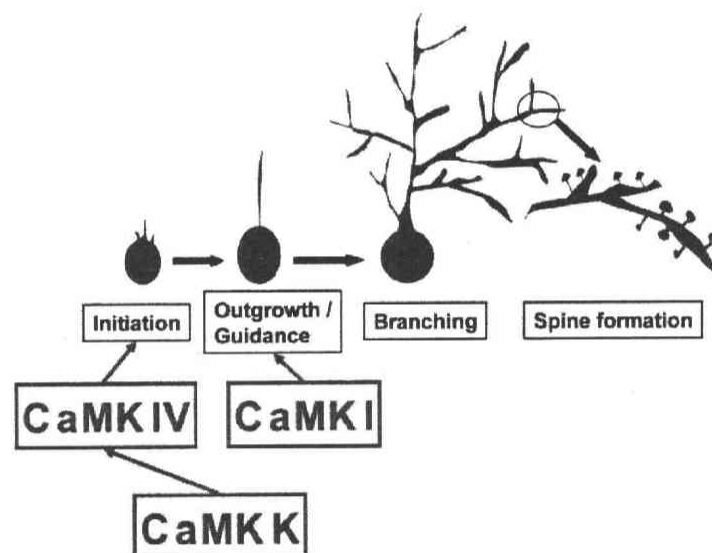 Initiation
Outgrowth /
Guidance
Branching
Spine formation
CaMKIV
CaMKI
CaMKK